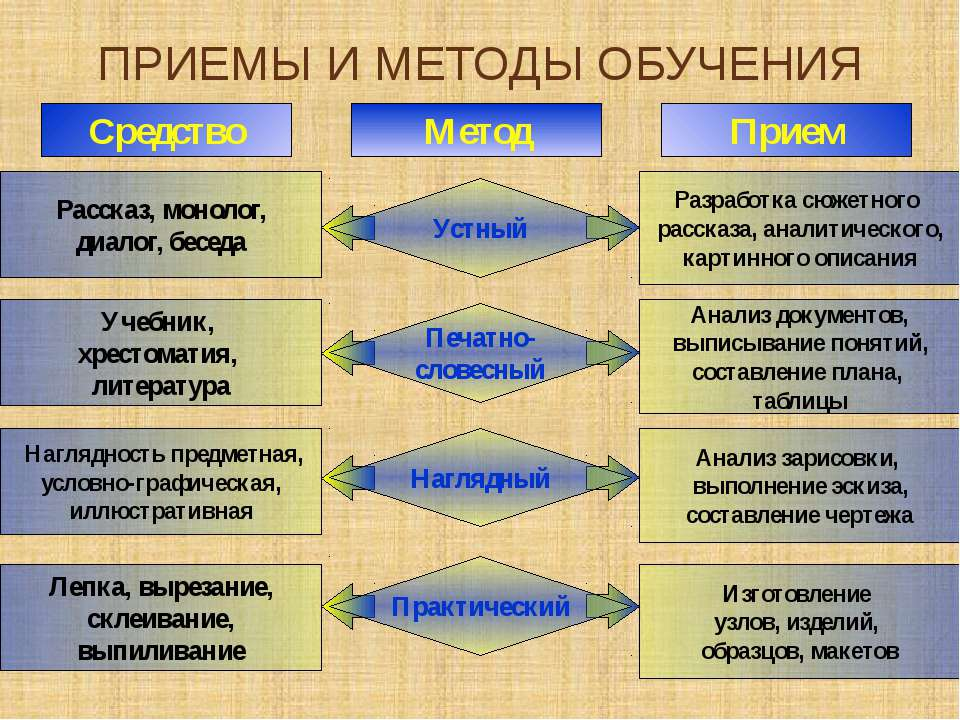 ПРИЕМЫ И МЕТОДЫ ОБУЧЕНИЯ
Средство
Метод
Прием
Рассказ, монолог,
диалог, беседа
Устный
Разработка сюжетного
рассказа, аналитического,
картинного описания
Учебник,
хрестоматия,
литература
Печатно-
словесный
Анализ документов,
выписывание понятий,
составление плана,
таблицы
Наглядность предметная,
условно-графическая,
иллюстративная
Наглядный
Анализ зарисовки,
выполнение эскиза,
составление чертежа
Лепка, вырезание,
склеивание,
выпиливание
Практический
Изготовление
узлов, изделий,
образцов, макетов